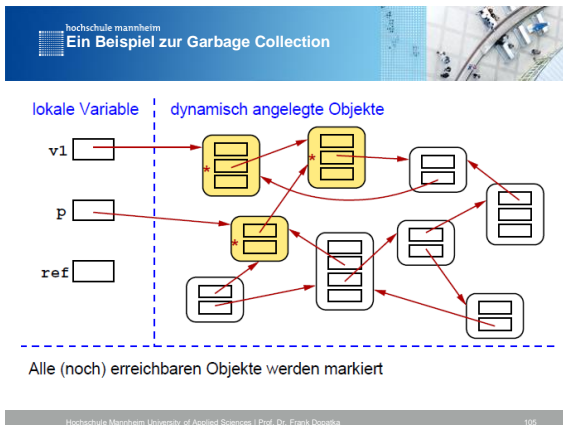 hochschule mannheim
Ein Beispiel zur Garbage Collection
lokale Variable
dynamisch angelegte Objekte
v1
*
*
p
*
ref
Alle (noch) erreichbaren Objekte werden markiert
Hochschule Mannheim University of Applied Sciences | Prof. Dr. Frank Dopatka
105